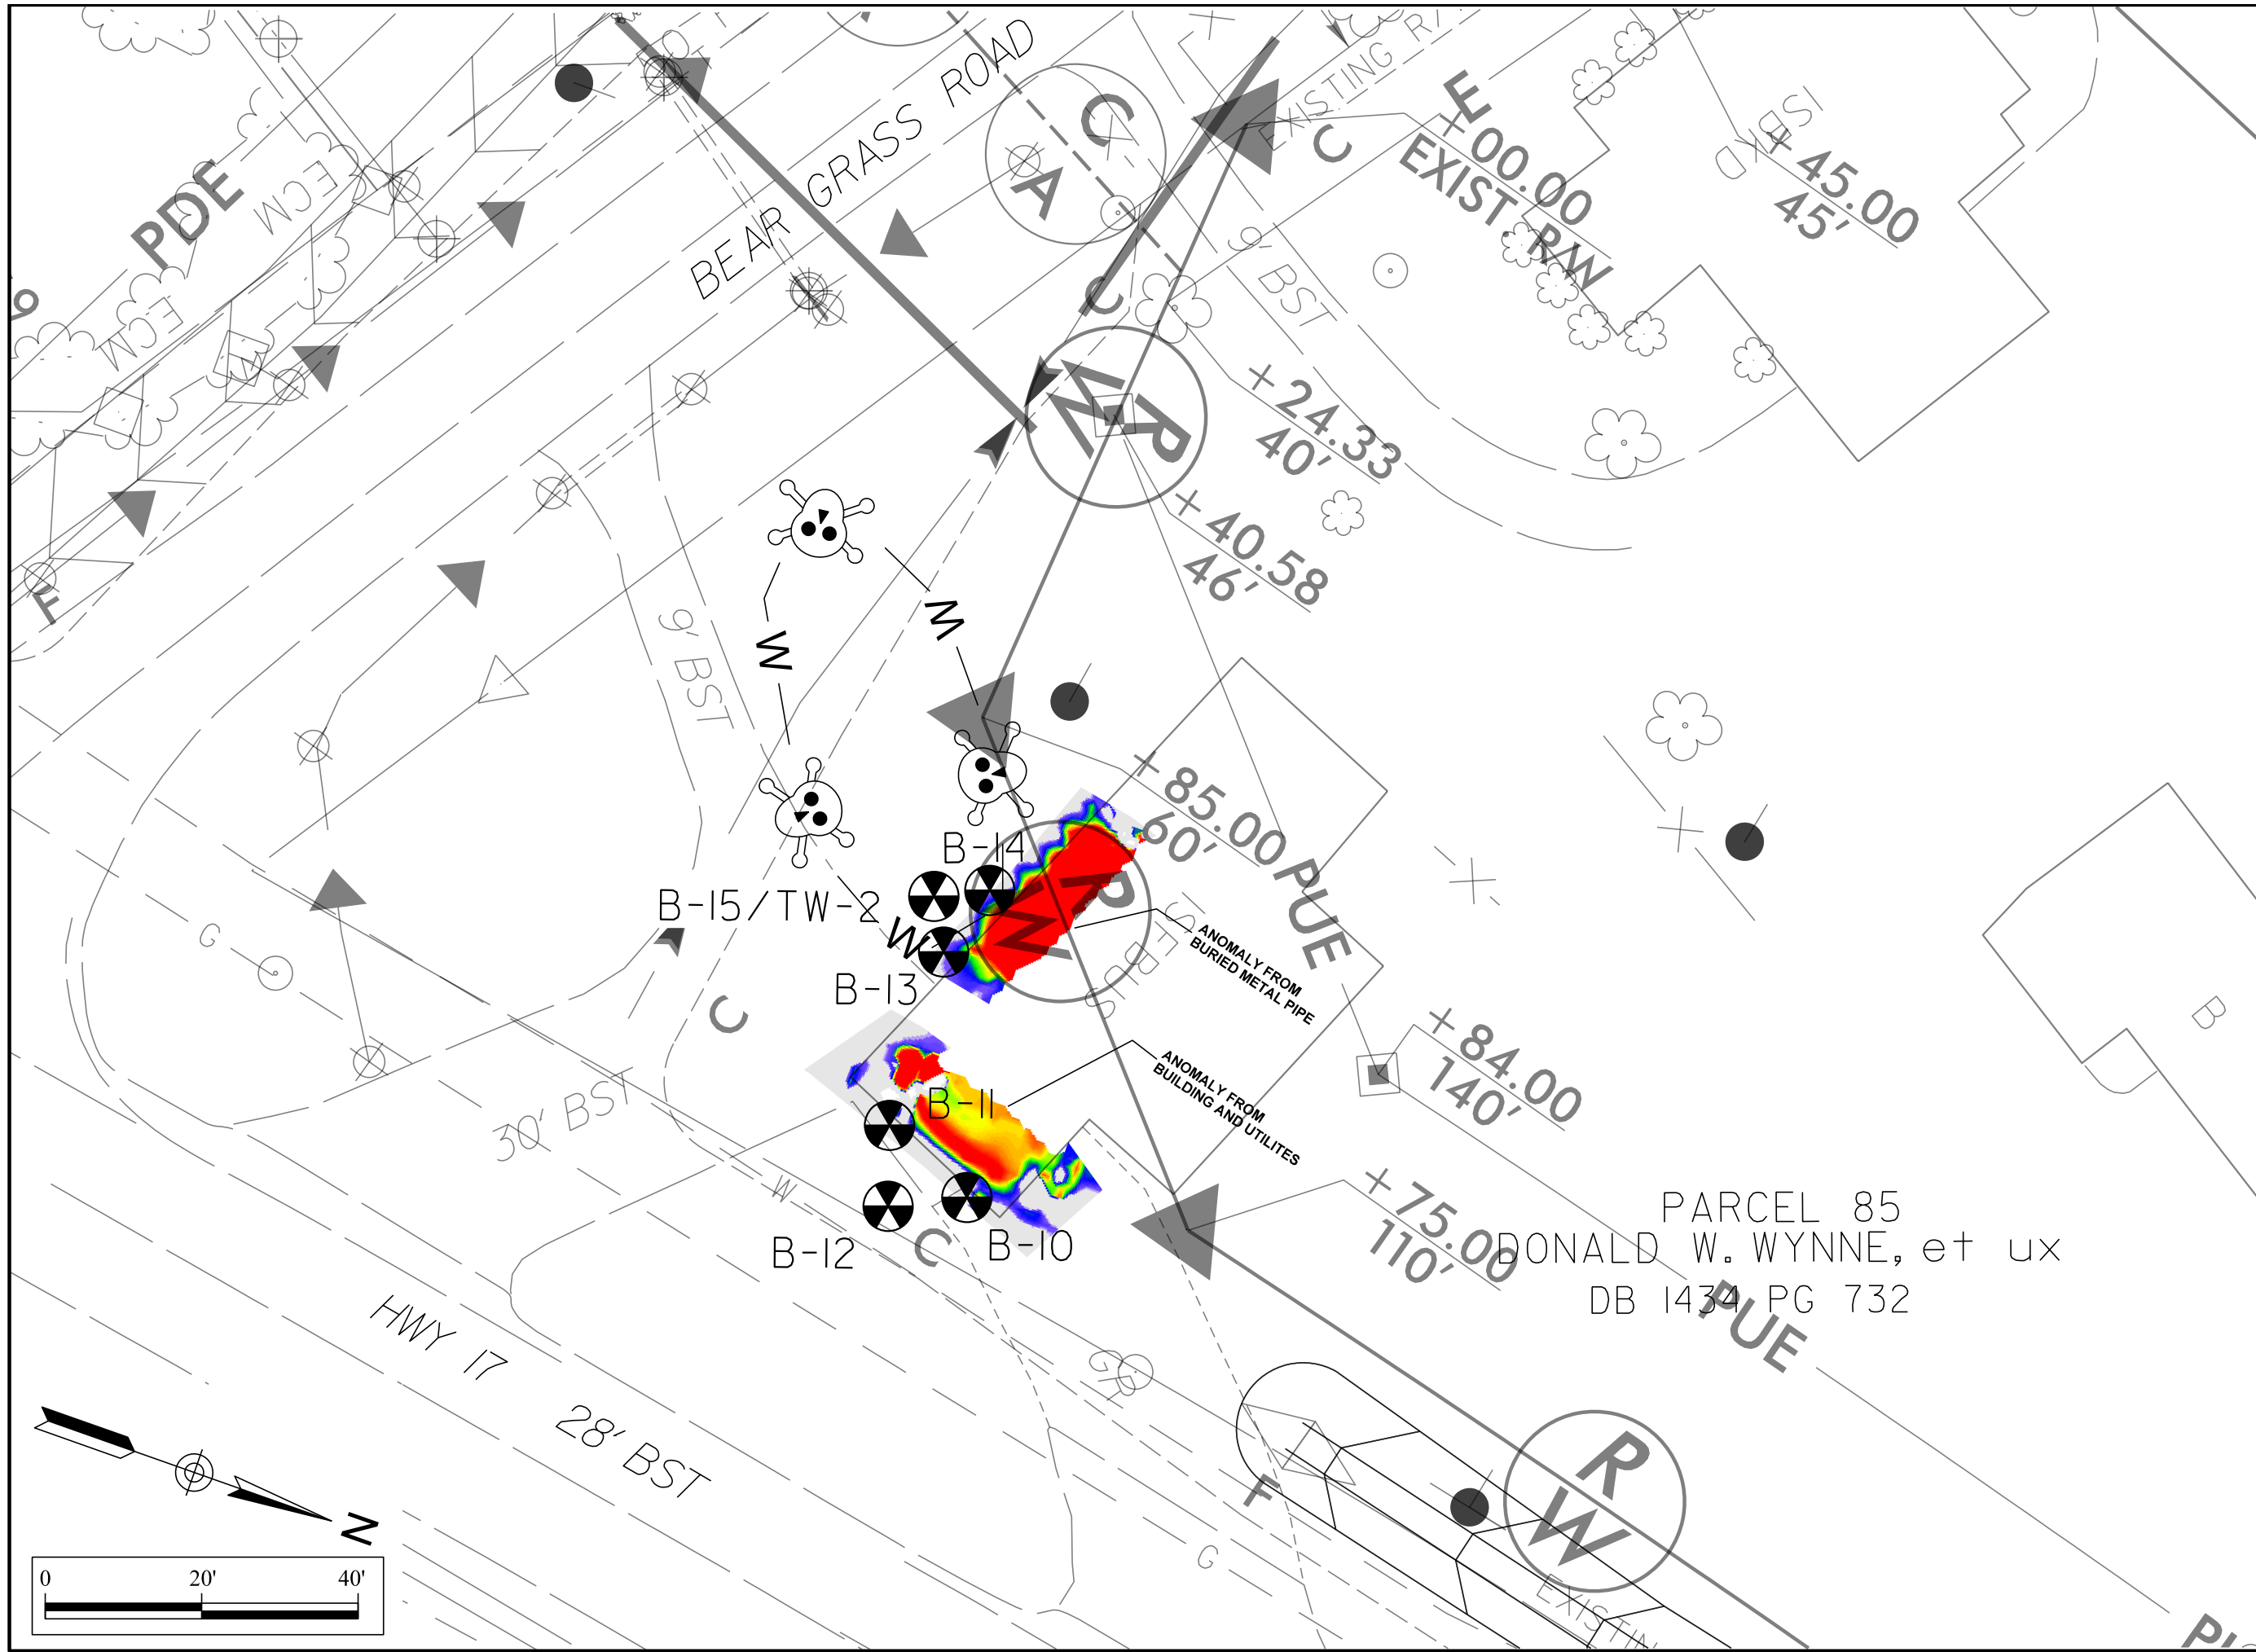 PDE
ECM
ECM
9
BEAR GRASS ROAD
EXISTING R
C
A
C
E
+00.00
EXIST. RW
+45.00
45'
9' BST
C
R
W
+24.33
40'
+40.58
46'
F
9' BST
W
W
+85.00
60'
PUE
B-14
B-15/TW-2
W
B-13
R
W
ANOMALY FROM
BURIED METAL PIPE
C
G
C
30' BST
B-11
ANOMALY FROM
BUILDING AND UTILITES
+84.00
140'
B
W
B-12
C
B-10
+75.00
110'
PARCEL 85
DONALD W. WYNNE, et ux
DB 1434 PG 732
PUE
HWY 17
28' BST
F
R
W
G
EXISTIN
N
0 20' 40'